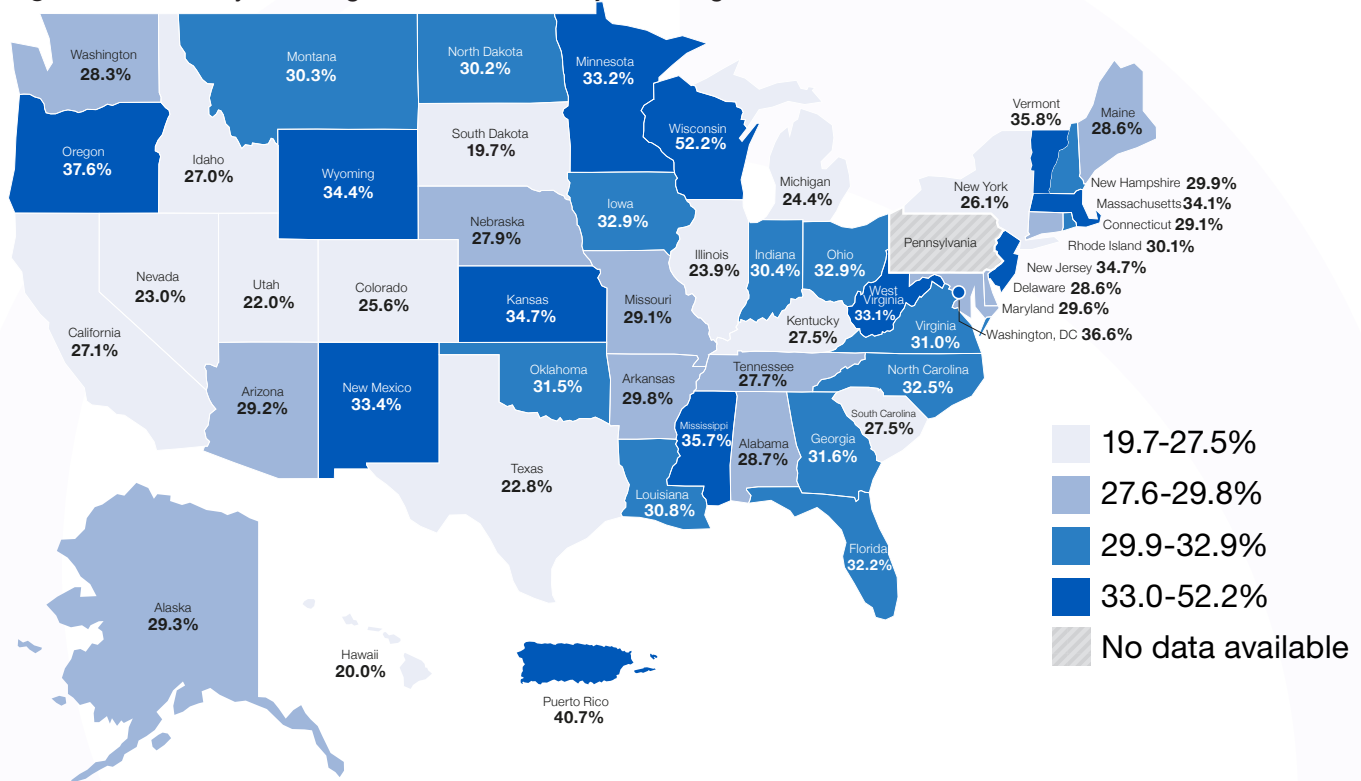 Washington
28.3%
Montana
30.3%
North Dakota
30.2%
Minnesota
33.2%
Oregon
37.6%
Idaho
27.0%
Wyoming
34.4%
South Dakota
19.7%
Wisconsin
52.2%
Michigan
24.4%
New York
26.1%
Vermont
35.8%
Maine
28.6%
New Hampshire 29.9%
Massachusetts 34.1%
Connecticut 29.1%
Rhode Island 30.1%
New Jersey 34.7%
Delaware 28.6%
Maryland 29.6%
Washington, DC 36.6%
Pennsylvania
Nebraska
27.9%
Iowa
32.9%
Illinois
23.9%
Indiana
30.4%
Ohio
32.9%
West
Virginia
33.1%
Virginia
31.0%
Nevada
23.0%
Utah
22.0%
Colorado
25.6%
Kansas
34.7%
Missouri
29.1%
Kentucky
27.5%
California
27.1%
Arizona
29.2%
New Mexico
33.4%
Oklahoma
31.5%
Arkansas
29.8%
Tennessee
27.7%
North Carolina
32.5%
South Carolina
27.5%
Mississippi
35.7%
Alabama
28.7%
Georgia
31.6%
Texas
22.8%
Louisiana
30.8%
Florida
32.2%
Alaska
29.3%
Hawaii
20.0%
Puerto Rico
40.7%
19.7-27.5%
27.6-29.8%
29.9-32.9%
33.0-52.2%
No data available